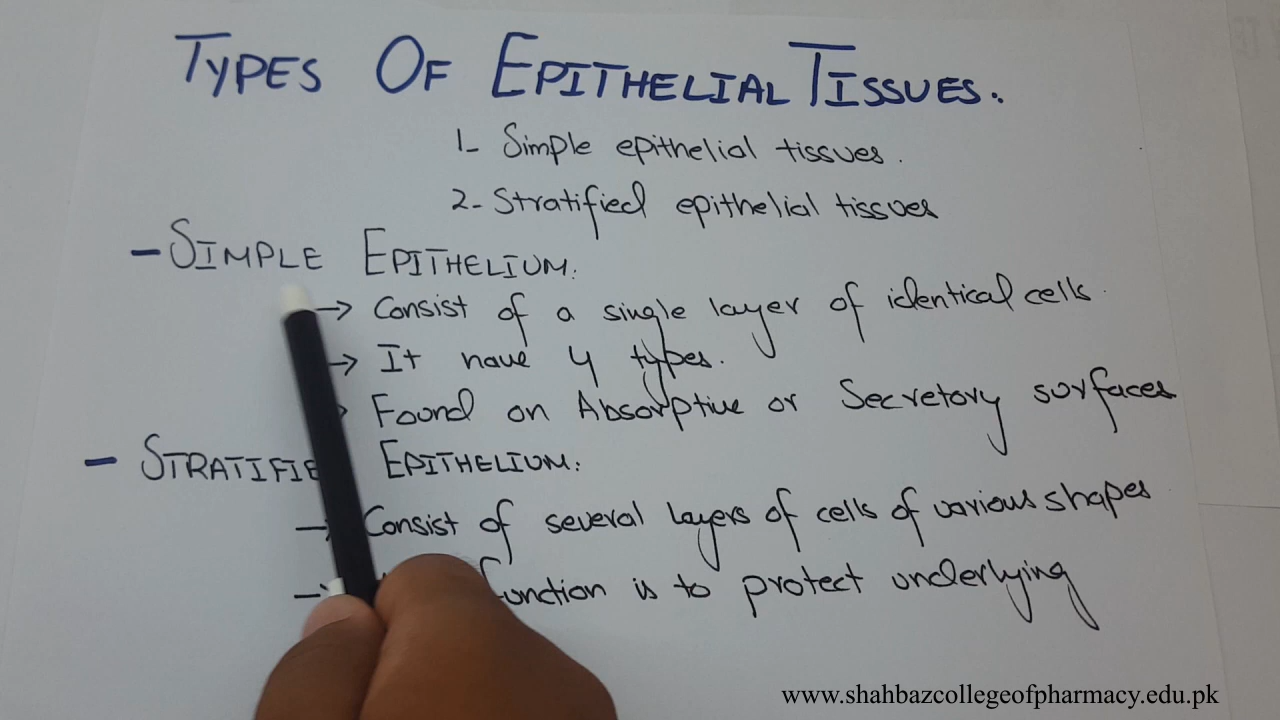 TYPES OF EPITHELIAL TISSUES.
1- Simple epithelial tissues.
2- Stratified epithelial tissues
- SIMPLE EPITHELIUM:
→ Consist of a single layer of identical cells
→ It have 4 types.
Found on Absorptive or Secretory surfaces
- STRATIFIE EPITHELIUM:
→ Consist of several layers of cells of various shapes
→ function is to protect underlying
www.shahbazcollegeofpharmacy.edu.pk